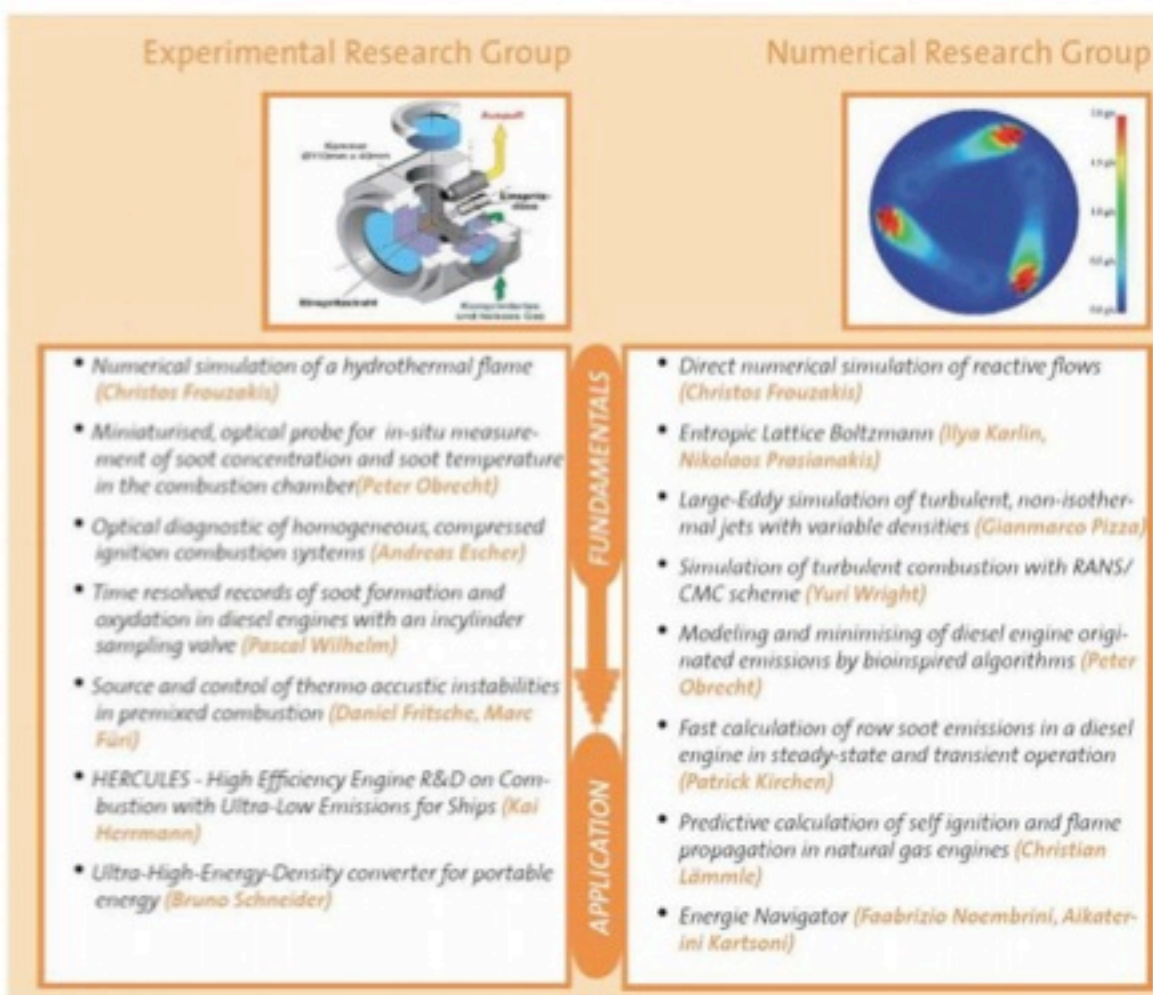 Experimental Research Group
Auspuff
Kammer
Einspritzstrahl
Komprimiertes
und heisses Gas
• Numerical simulation of a hydrothermal flame
(Christos Frouzakis)
• Miniaturised, optical probe for in-situ measure-
ment of soot concentration and soot temperature
in the combustion chamber(Peter Obrecht)
• Optical diagnostic of homogeneous, compressed
ignition combustion systems (Andreas Escher)
• Time resolved records of soot formation and
oxydation in diesel engines with an incylinder
sampling valve (Pascal Wilhelm)
• Source and control of thermo accustic instabilities
in premixed combustion (Daniel Fritsche, Marc
Füri)
• HERCULES - High Efficiency Engine R&D on Com-
bustion with Ultra-Low Emissions for Ships (Kai
Herrmann)
• Ultra-High-Energy-Density converter for portable
energy (Bruno Schneider)
FUNDAMENTALS
APPLICATION
Numerical Research Group
• Direct numerical simulation of reactive flows
(Christos Frouzakis)
• Entropic Lattice Boltzmann (Ilya Karlin,
Nikolaos Prasianakis)
• Large-Eddy simulation of turbulent, non-isother-
mal jets with variable densities (Gianmarco Pizza)
• Simulation of turbulent combustion with RANS/
CMC scheme (Yuri Wright)
• Modeling and minimising of diesel engine origi-
nated emissions by bioinspired algorithms (Peter
Obrecht)
• Fast calculation of row soot emissions in a diesel
engine in steady-state and transient operation
(Patrick Kirchen)
• Predictive calculation of self ignition and flame
propagation in natural gas engines (Christian
Lämmle)
• Energie Navigator (Faabrizio Noembrini, Aikater-
ini Kartsoni)